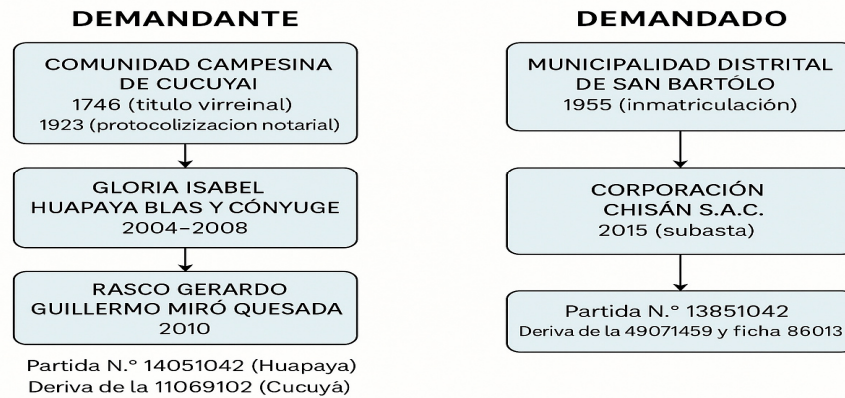 DEMANDANTE
COMUNIDAD CAMPESINA
DE CUCUYAI
1746 (titulo virreinal)
1923 (protocolizizacion notarial)
GLORIA ISABEL
HUAPAYA BLAS Y CÓNYUGE
2004–2008
RASCO GERARDO
GUILLERMO MIRÓ QUESADA
2010
Partida N.° 14051042 (Huapaya)
Deriva de la 11069102 (Cucuyá)
DEMANDADO
MUNICIPALIDAD DISTRITAL
DE SAN BARTÓLO
1955 (inmatriculación)
CORPORACIÓN
CHISÁN S.A.C.
2015 (subasta)
Partida N.° 13851042
Deriva de la 49071459 y ficha 86013